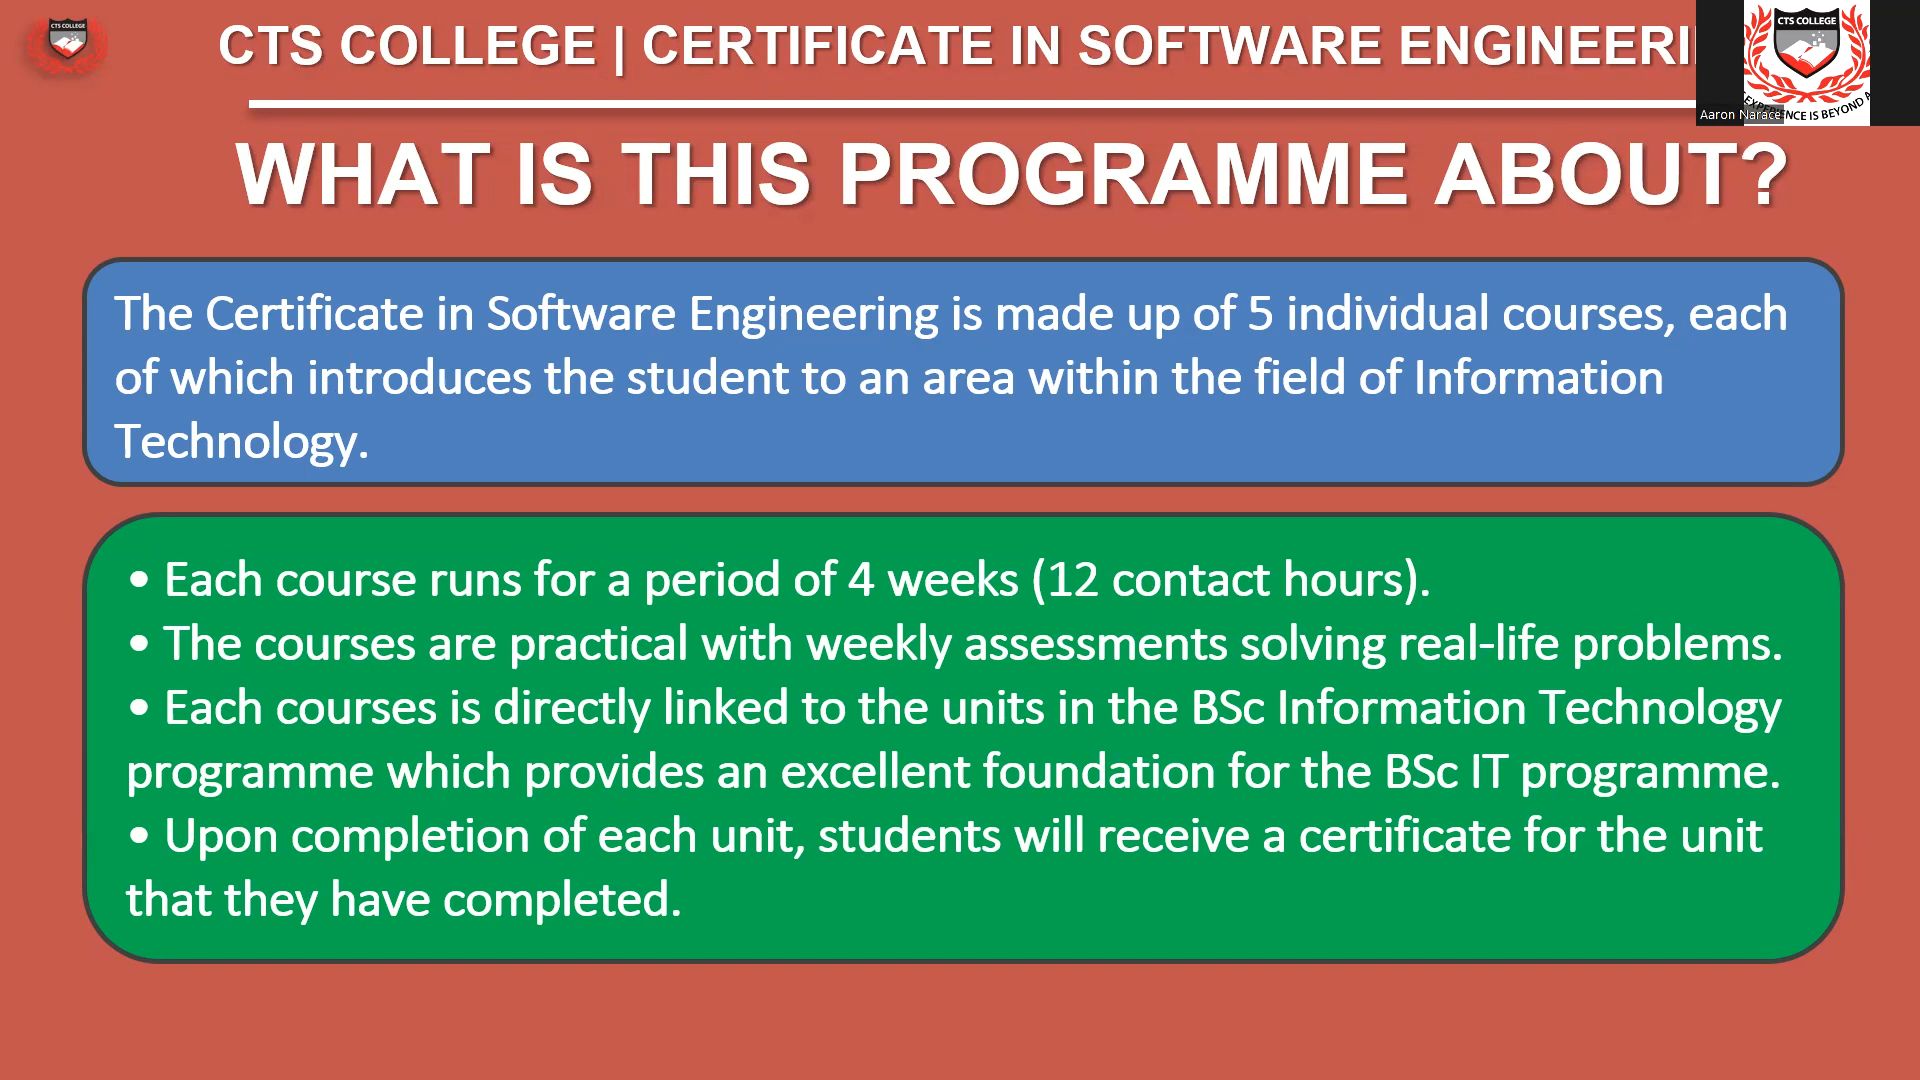 CTS COLLEGE
CTS COLLEGE | CERTIFICATE IN SOFTWARE ENGINEERI
CTS COLLEGE
EXPERIENCE IS BEYOND A
Aaron Narace
WHAT IS THIS PROGRAMME ABOUT?
The Certificate in Software Engineering is made up of 5 individual courses, each
of which introduces the student to an area within the field of Information
Technology.
• Each course runs for a period of 4 weeks (12 contact hours).
• The courses are practical with weekly assessments solving real-life problems.
• Each courses is directly linked to the units in the BSc Information Technology
programme which provides an excellent foundation for the BSc IT programme.
• Upon completion of each unit, students will receive a certificate for the unit
that they have completed.